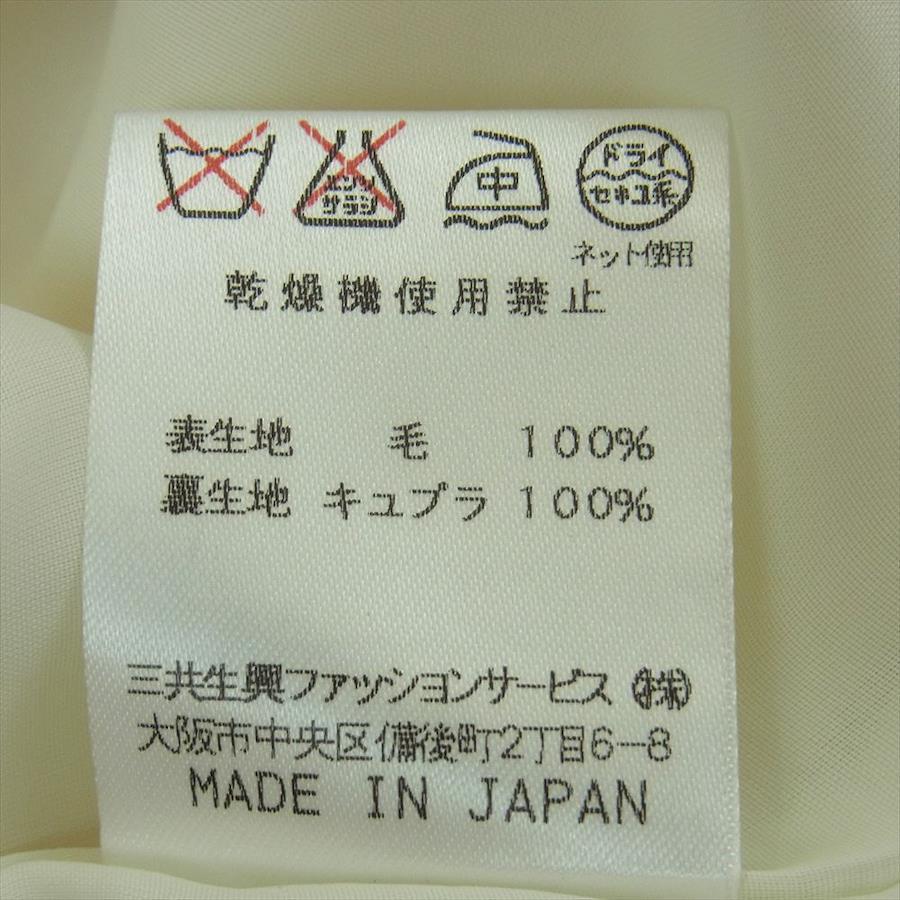 エンソ
サラシ
中
ドライ
セキユ系
ネット使用
乾燥機使用禁止
表生地 毛 100%
裏生地 キュプラ 100%
三共生興ファッションサービス ㈱
大阪市中央区備後町2丁目6-8
MADE IN JAPAN